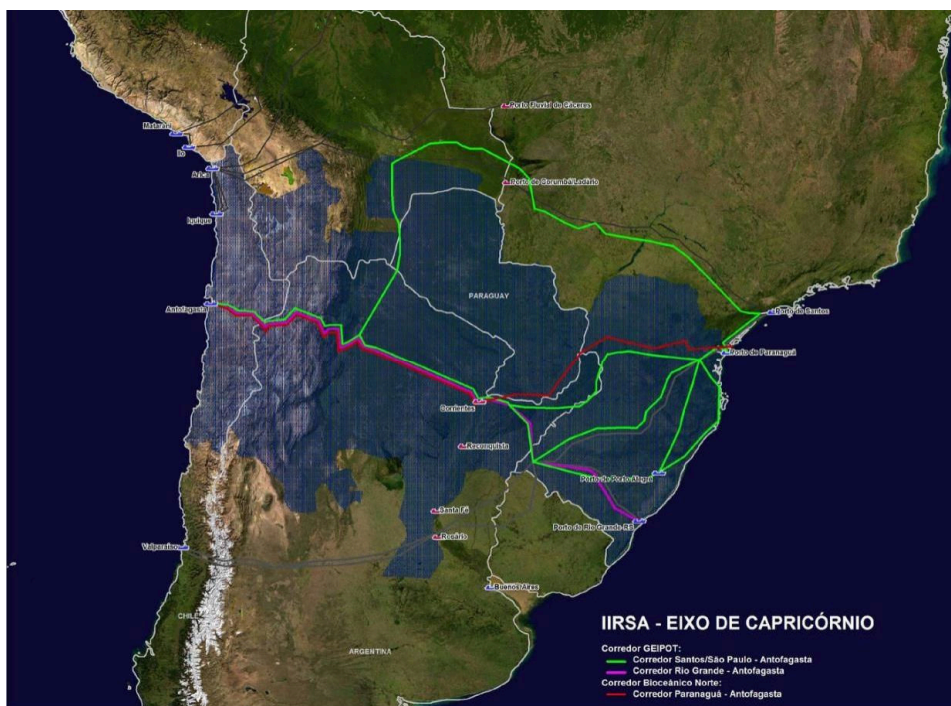 Porto Fluvial de Cáceres
Matarani
Ilo
Arica
Porto de Corumbá/Ladário
Iquique
PARAGUAY
Antofagasta
Porto de Santos
Porto de Paranaguá
Corrientes
Reconquista
Porto de Porto Alegre
Santa Fé
Porto de Rio Grande-RS
Rosário
Valparaíso
Buenos Aires
CHILE
ARGENTINA
IIRSA - EIXO DE CAPRICÓRNIO
Corredor GEIPOT:
Corredor Santos/São Paulo - Antofagasta
Corredor Rio Grande - Antofagasta
Corredor Bioceânico Norte:
Corredor Paranaguá - Antofagasta